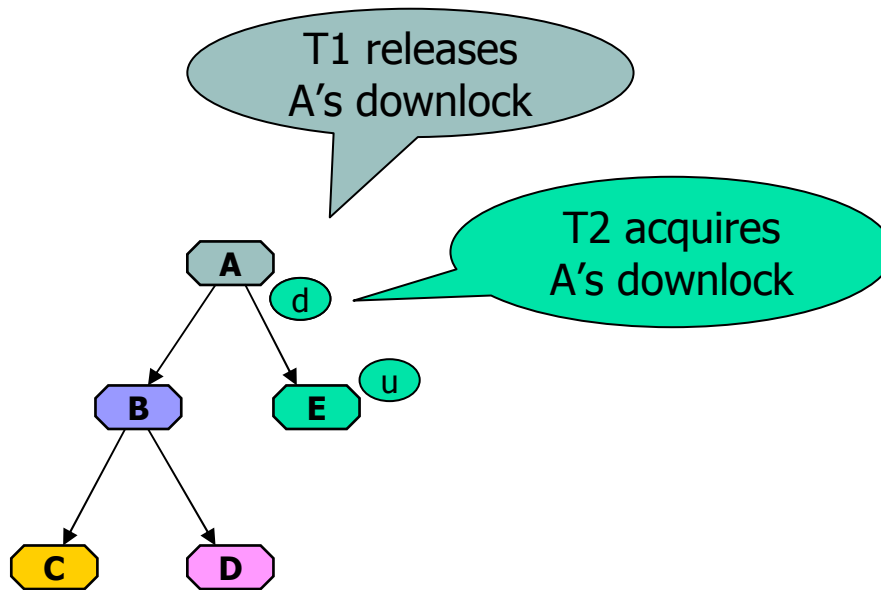 T1 releases
A’s downlock
T2 acquires
A’s downlock
A
d
u
B
E
C
D